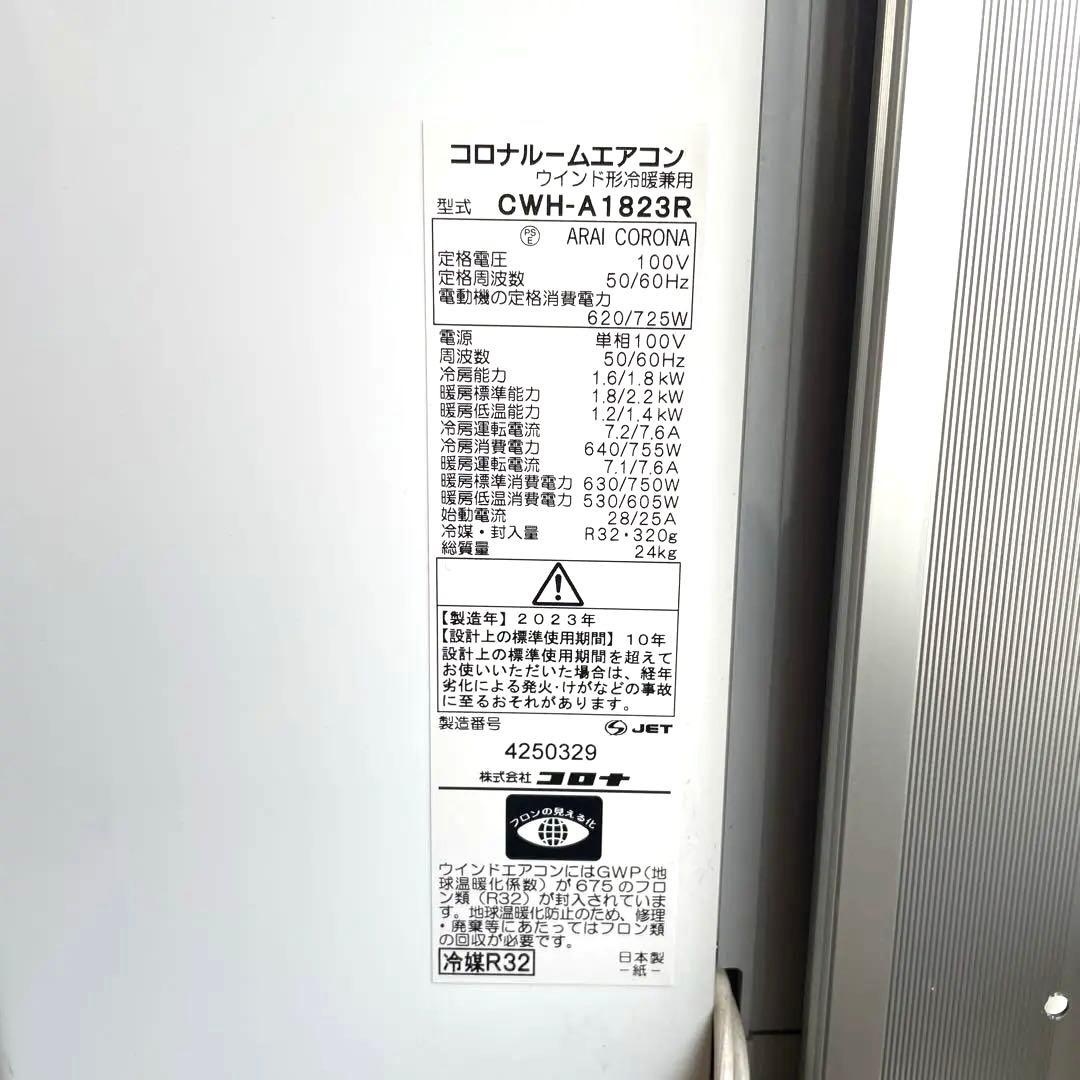 コロナルームエアコン
ウインド形冷暖兼用
型式 CWH-A1823R
PSE ARAI CORONA
定格電圧 100V
定格周波数 50/60Hz
電動機の定格消費電力
620/725W
電源 単相100V
周波数 50/60Hz
冷房能力 1.6/1.8kW
暖房標準能力 1.8/2.2kW
暖房低温能力 1.2/1.4kW
冷房運転電流 7.2/7.6A
冷房消費電力 640/755W
暖房運転電流 7.1/7.6A
暖房標準消費電力 630/750W
暖房低温消費電力 530/605W
始動電流 28/25A
冷媒・封入量 R32・320g
総質量 24kg
【製造年】2023年
【設計上の標準使用期間】10年
設計上の標準使用期間を超えて
お使いいただいた場合は、経年
劣化による発火・けがなどの事故
に至るおそれがあります。
製造番号 JET
4250329
株式会社 コロナ
フロンの見える化
ウインドエアコンにはGWP(地
球温暖化係数)が675のフロ
ン類(R32)が封入されていま
す。地球温暖化防止のため、修理
・廃棄等にあたってはフロン類
の回収が必要です。
冷媒R32 日本製
－紙－